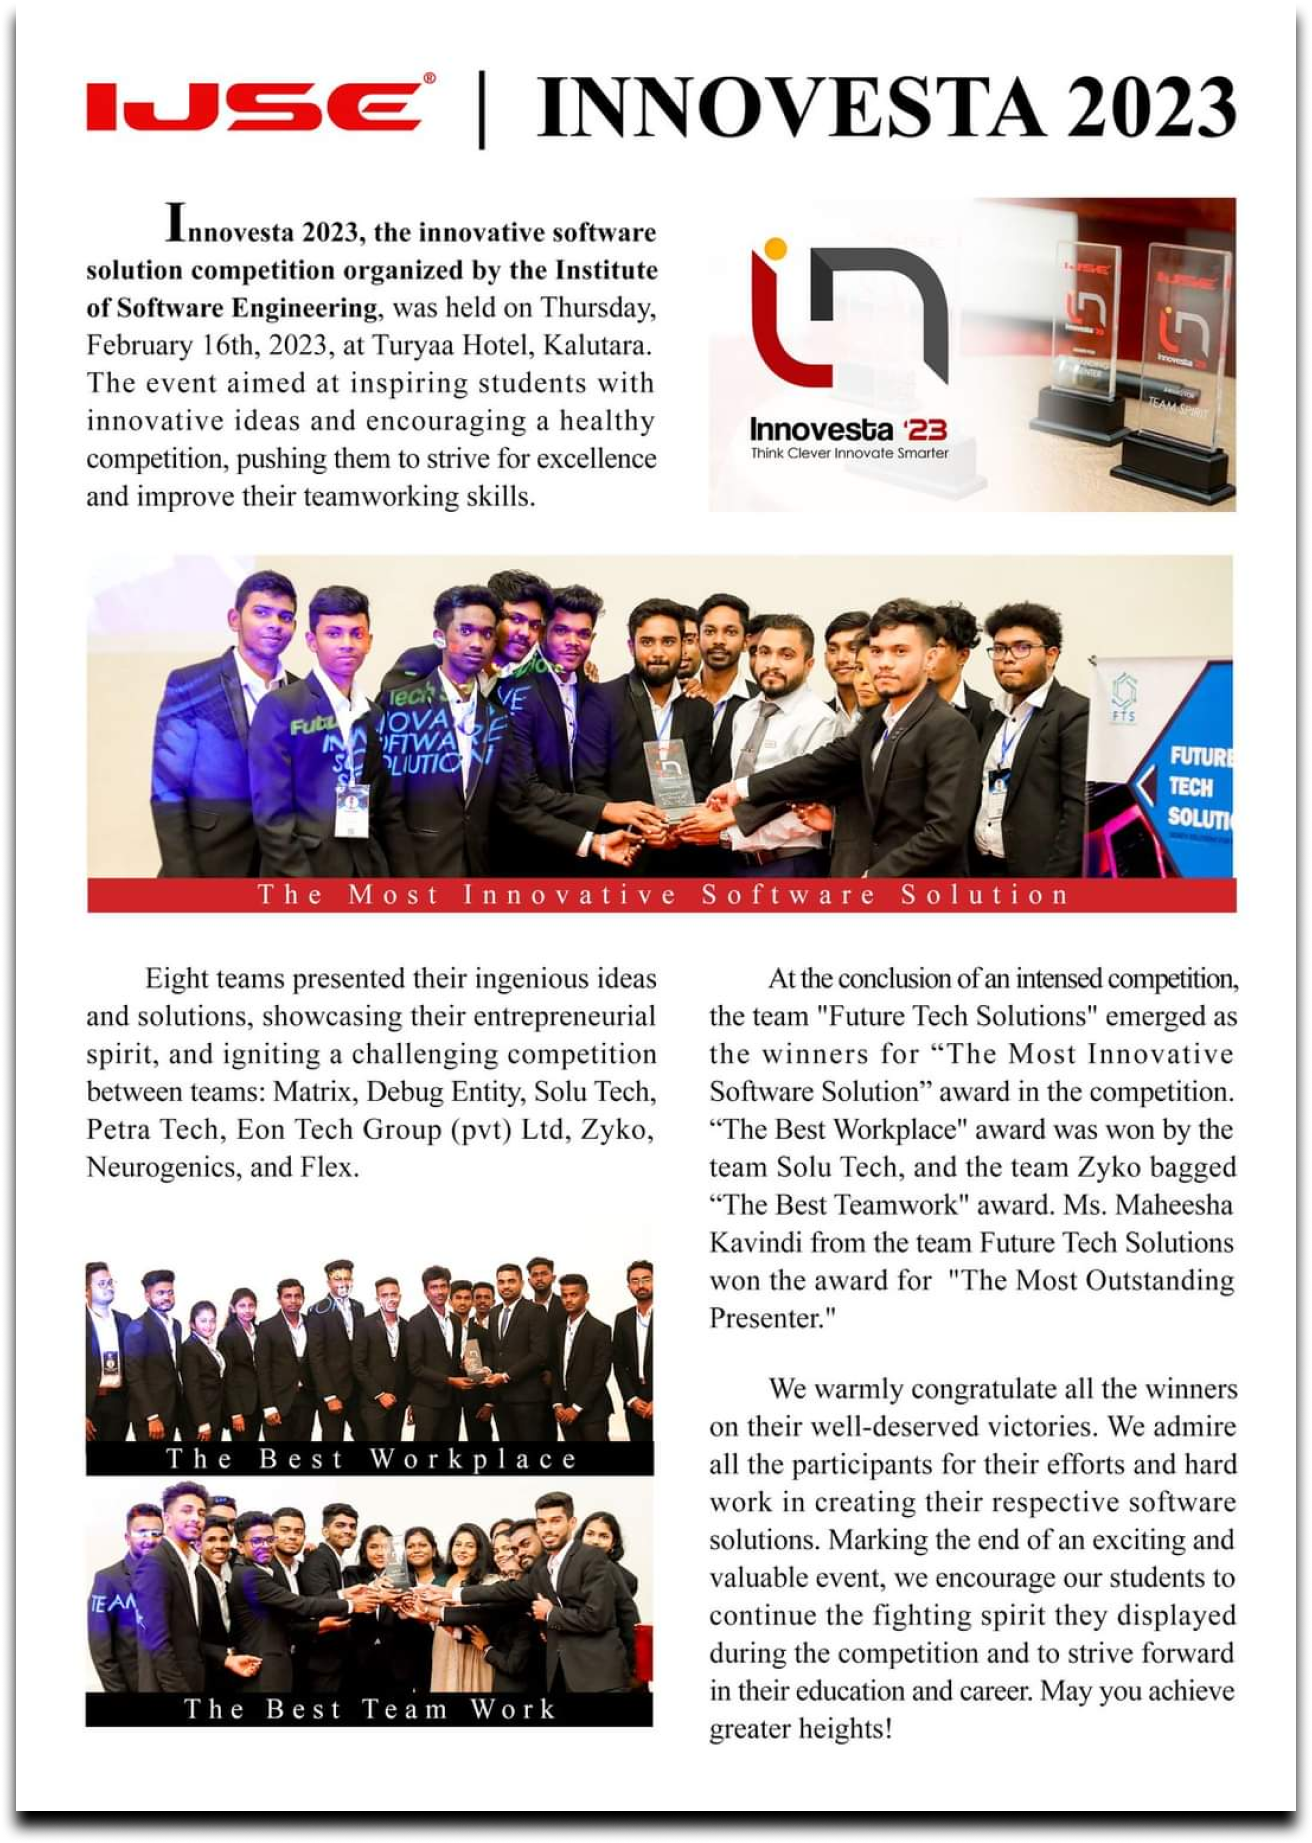 IJSE® | INNOVESTA 2023
Innovesta 2023, the innovative software
solution competition organized by the Institute
of Software Engineering, was held on Thursday,
February 16th, 2023, at Turyaa Hotel, Kalutara.
The event aimed at inspiring students with
innovative ideas and encouraging a healthy
competition, pushing them to strive for excellence
and improve their teamworking skills.
Innovesta '23
Think Clever Innovate Smarter
IJSE
Innovesta '23
IJSE
Innovesta '23
TEAM SPIRIT
FTS
FUTURE
TECH
SOLUTI
The Most Innovative Software Solution
Eight teams presented their ingenious ideas
and solutions, showcasing their entrepreneurial
spirit, and igniting a challenging competition
between teams: Matrix, Debug Entity, Solu Tech,
Petra Tech, Eon Tech Group (pvt) Ltd, Zyko,
Neurogenics, and Flex.
The Best Workplace
TEAM
The Best Team Work
At the conclusion of an intensed competition,
the team "Future Tech Solutions" emerged as
the winners for “The Most Innovative
Software Solution” award in the competition.
“The Best Workplace" award was won by the
team Solu Tech, and the team Zyko bagged
“The Best Teamwork" award. Ms. Maheesha
Kavindi from the team Future Tech Solutions
won the award for "The Most Outstanding
Presenter."
We warmly congratulate all the winners
on their well-deserved victories. We admire
all the participants for their efforts and hard
work in creating their respective software
solutions. Marking the end of an exciting and
valuable event, we encourage our students to
continue the fighting spirit they displayed
during the competition and to strive forward
in their education and career. May you achieve
greater heights!